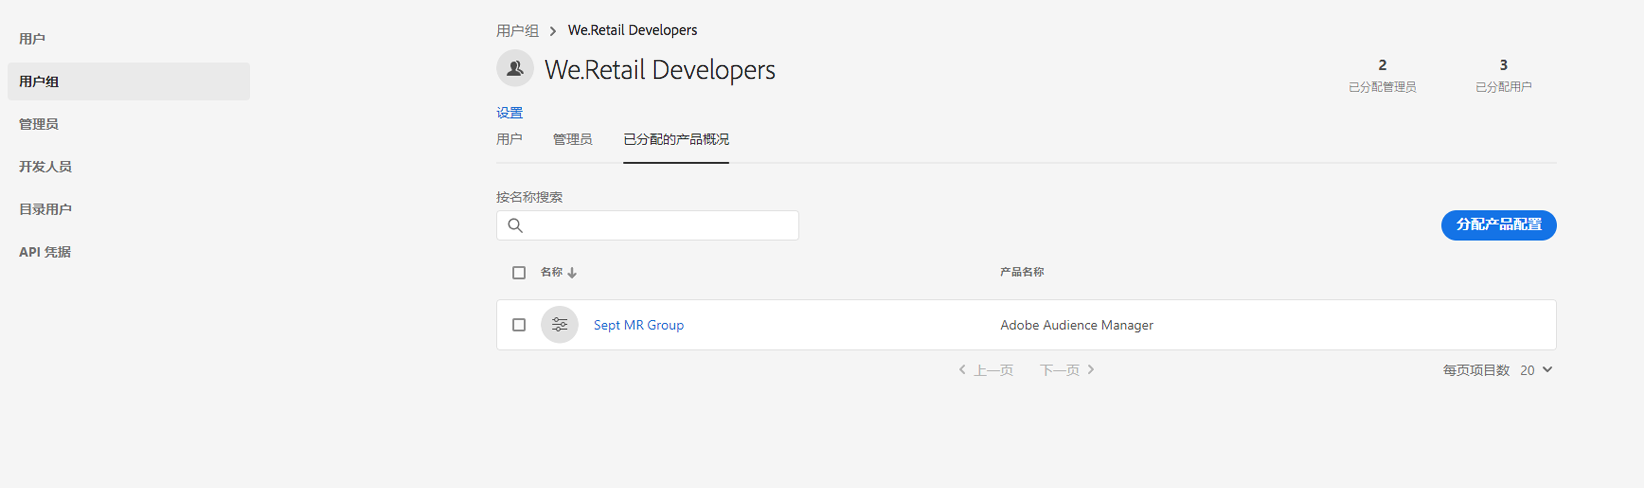 用户
用户组
管理员
开发人员
目录用户
API 凭据
用户组 > We.Retail Developers
We.Retail Developers
2
已分配管理员
3
已分配用户
设置
用户 管理员 已分配的产品概况
按名称搜索
分配产品配置
名称 产品名称
Sept MR Group Adobe Audience Manager
上一页 下一页
每页项目数 20